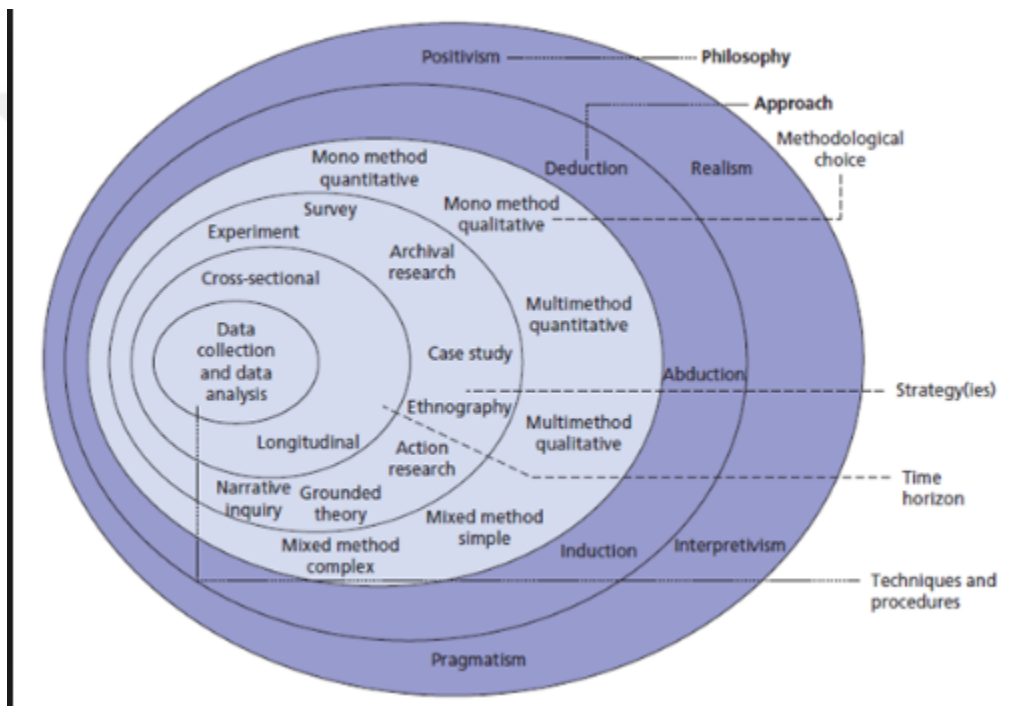 Positivism
Philosophy
Approach
Methodological
choice
Mono method
quantitative
Deduction
Realism
Survey
Mono method
qualitative
Experiment
Archival
research
Cross-sectional
Multimethod
quantitative
Data
collection
and data
analysis
Case study
Abduction
Strategy(ies)
Ethnography
Multimethod
qualitative
Longitudinal
Action
research
Time
horizon
Narrative
inquiry
Grounded
theory
Mixed method
simple
Mixed method
complex
Induction
Interpretivism
Techniques and
procedures
Pragmatism